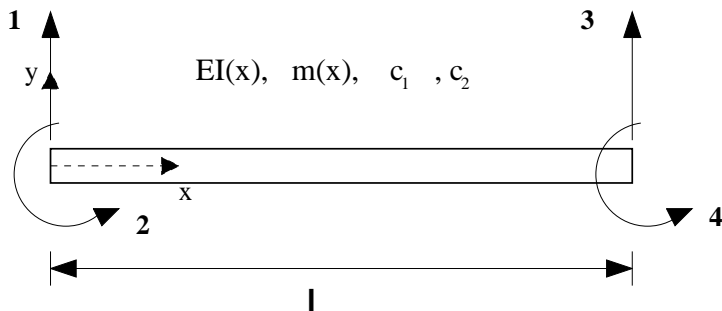 1
3
y
EI(x), m(x), c₁ , c₂
x
2
4
l